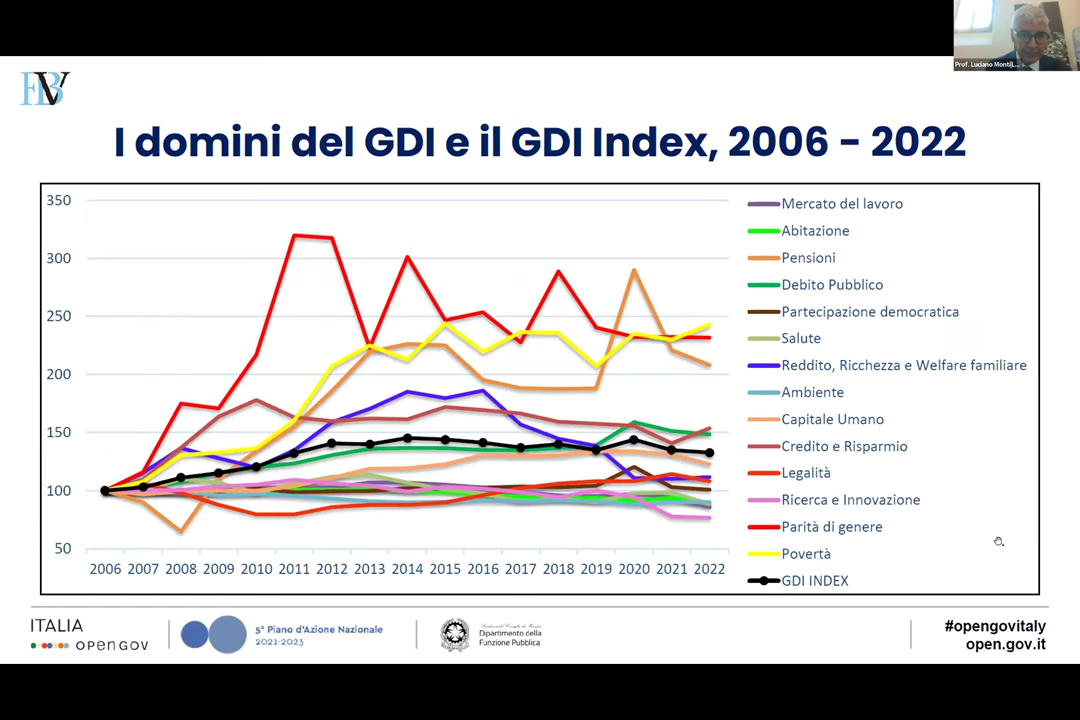 Prof. Luciano Monti|L...
FBV
I domini del GDI e il GDI Index, 2006 - 2022
350
300
250
200
150
100
50
2006 2007 2008 2009 2010 2011 2012 2013 2014 2015 2016 2017 2018 2019 2020 2021 2022
Mercato del lavoro
Abitazione
Pensioni
Debito Pubblico
Partecipazione democratica
Salute
Reddito, Ricchezza e Welfare familiare
Ambiente
Capitale Umano
Credito e Risparmio
Legalità
Ricerca e Innovazione
Parità di genere
Povertà
GDI INDEX
ITALIA
open gov
5° Piano d'Azione Nazionale
2021-2023
Dipartimento della
Funzione Pubblica
#opengovitaly
open.gov.it